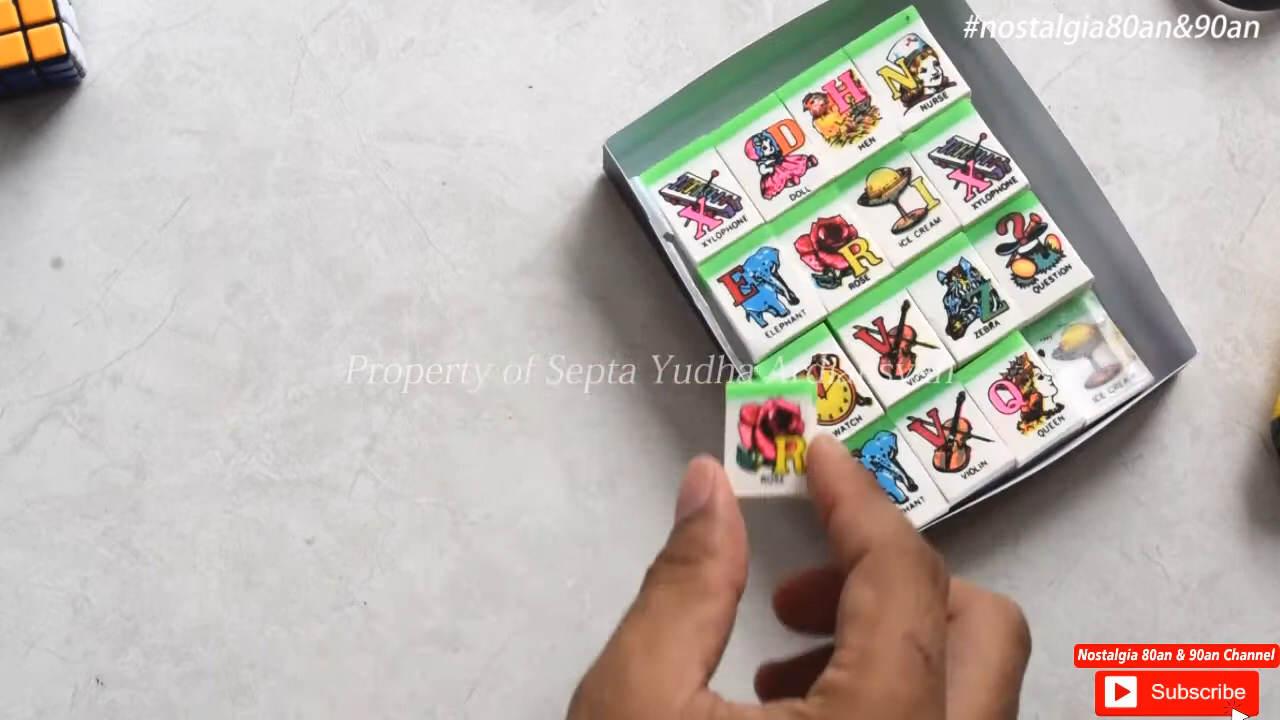 #nostalgia80an&90an
N
NURSE
H
HEN
D
DOLL
X
XYLOPHONE
X
XYLOPHONE
I
ICE CREAM
R
ROSE
E
ELEPHANT
?
QUESTION
Z
ZEBRA
V
VIOLIN
WATCH
ICE CREAM
Q
QUEEN
V
VIOLIN
R
ROSE
Property of Septa Yudha
Nostalgia 80an & 90an Channel
Subscribe